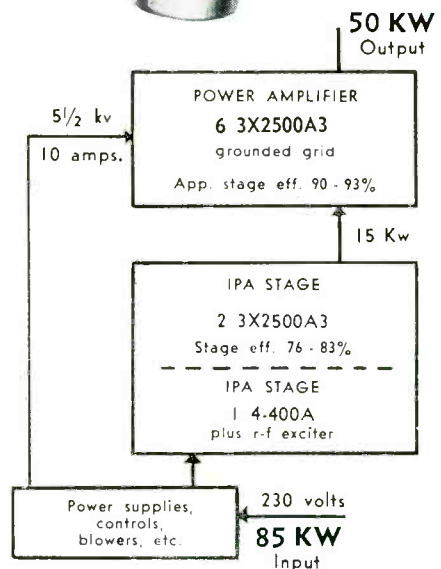 50 KW
Output
POWER AMPLIFIER
6 3X2500A3
grounded grid
App. stage eff. 90 - 93%
5 1/2 kv
10 amps.
15 Kw
IPA STAGE
2 3X2500A3
Stage eff. 76 - 83%
IPA STAGE
1 4-400A
plus r-f exciter
Power supplies,
controls,
blowers, etc.
230 volts
85 KW
Input